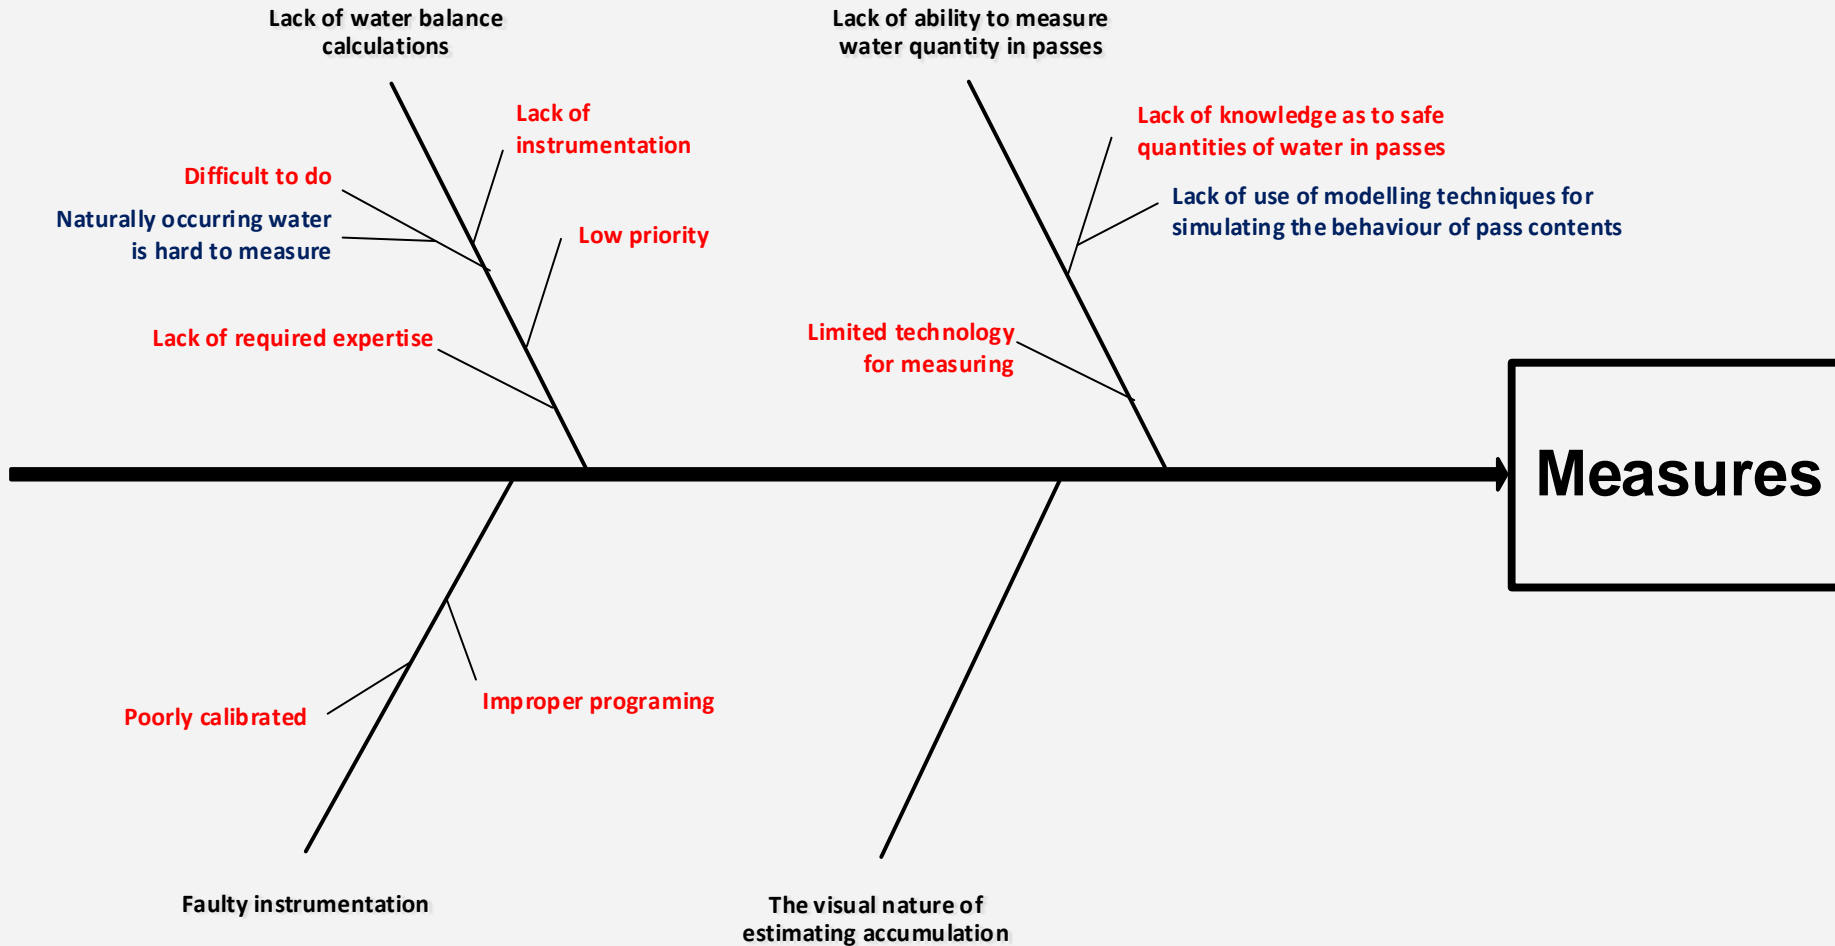 Lack of water balance
calculations
Lack of ability to measure
water quantity in passes
Lack of
instrumentation
Difficult to do
Naturally occurring water
is hard to measure
Low priority
Lack of required expertise
Lack of knowledge as to safe
quantities of water in passes
Lack of use of modelling techniques for
simulating the behaviour of pass contents
Limited technology
for measuring
Measures
Poorly calibrated
Improper programing
Faulty instrumentation
The visual nature of
estimating accumulation